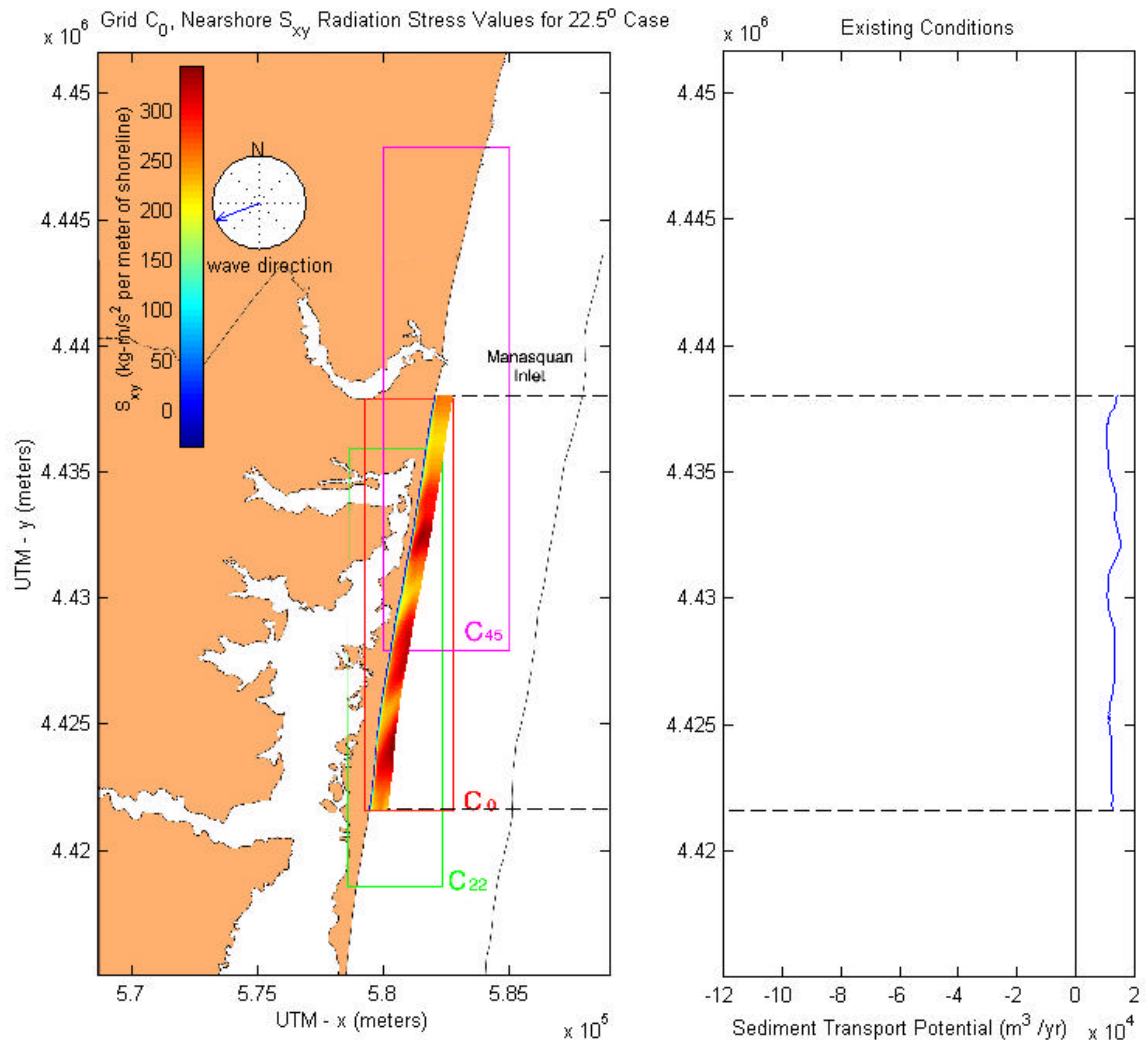 Grid C0, Nearshore Sxy Radiation Stress Values for 22.5o Case
x 10^6
4.45
4.445
4.44
4.435
4.43
4.425
4.42
UTM - y (meters)
300
250
200
150
100
50
0
Sxy (kg-m/s^2 per meter of shoreline)
N
wave direction
Manasquan
Inlet
C45
C0
C22
5.7
5.75
5.8
5.85
UTM - x (meters)
x 10^5
Existing Conditions
x 10^6
4.45
4.445
4.44
4.435
4.43
4.425
4.42
-12
-10
-8
-6
-4
-2
0
2
Sediment Transport Potential (m^3 /yr)
x 10^4